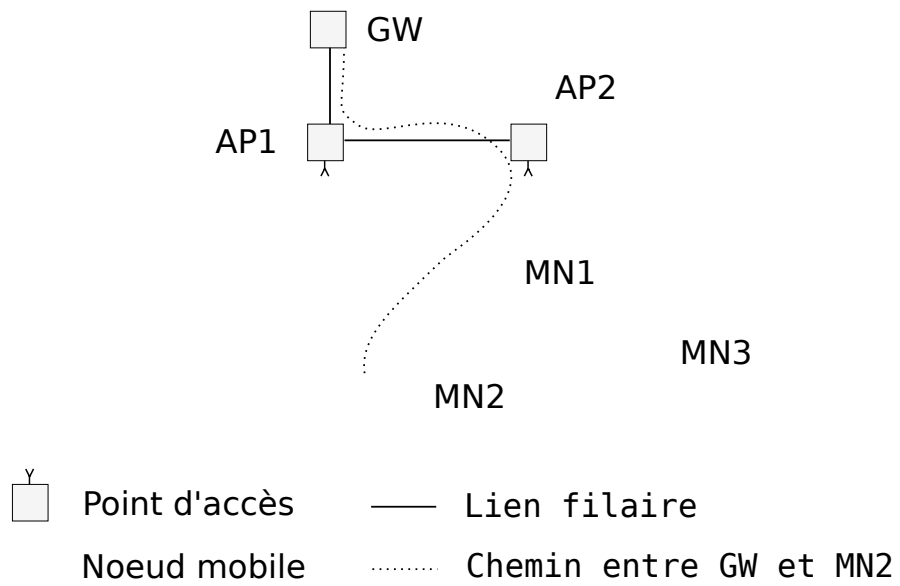 GW
AP2
AP1
MN1
MN3
MN2
Point d'accès
Lien filaire
Noeud mobile
Chemin entre GW et MN2